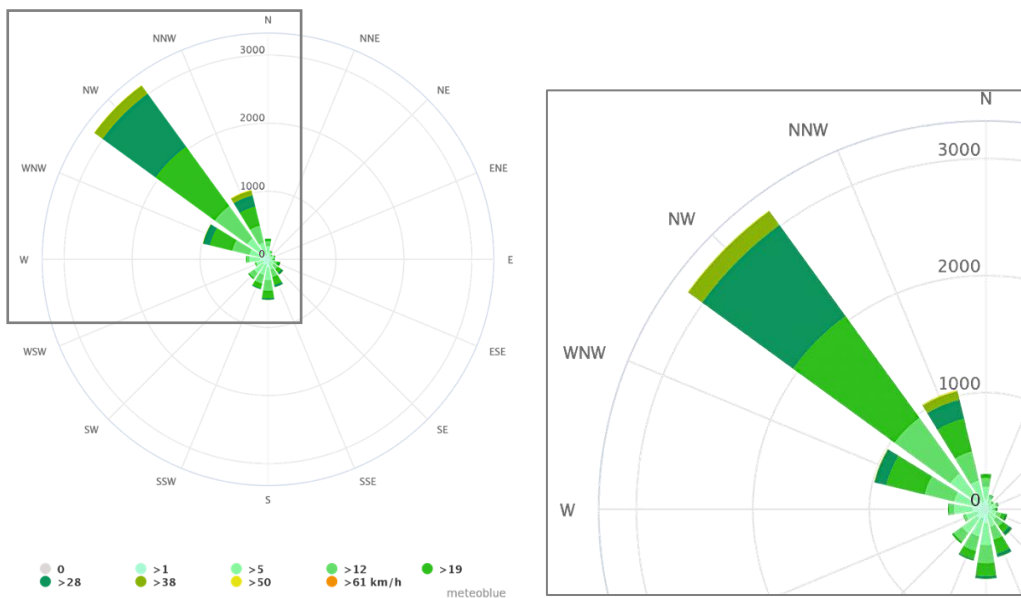 N
NNW
NNE
3000
NW
NE
2000
WNW
ENE
1000
0
W
E
WSW
ESE
SW
SE
SSW
SSE
S
0
>1
>5
>12
>19
>28
>38
>50
>61 km/h
meteoblue
N
NNW
3000
NW
2000
WNW
1000
0
W